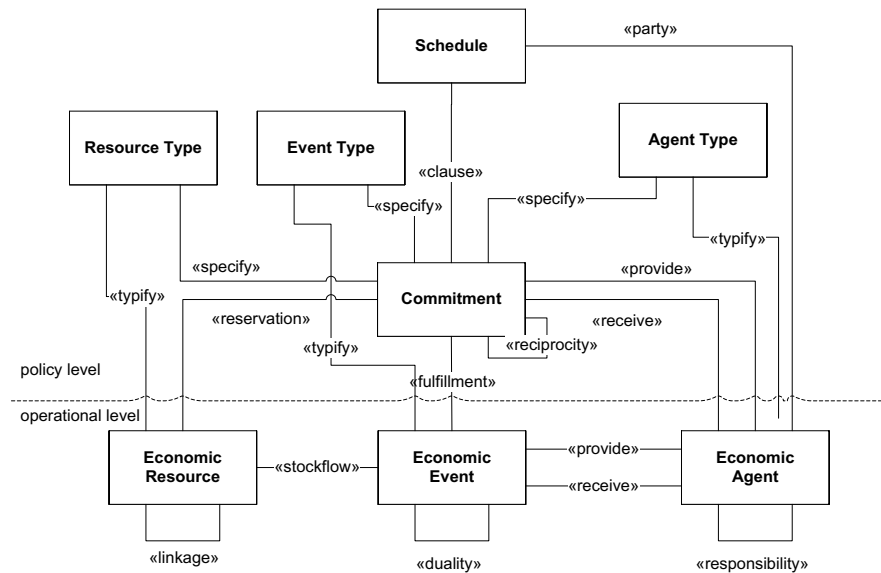 Schedule
«party»
Resource Type
Event Type
Agent Type
«clause»
«specify»
«specify»
«typify»
«specify»
«provide»
«typify»
Commitment
«reservation»
«receive»
«typify»
«reciprocity»
policy level
«fulfillment»
operational level
Economic
Resource
«stockflow»
Economic
Event
«provide»
«receive»
Economic
Agent
«linkage»
«duality»
«responsibility»